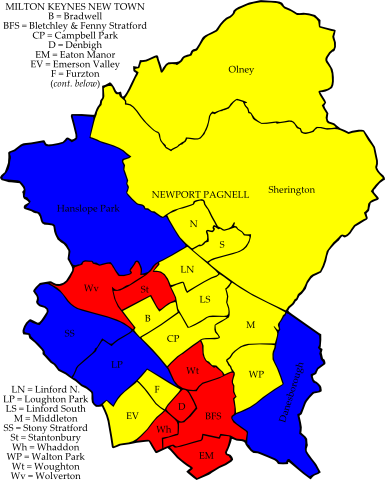 MILTON KEYNES NEW TOWN
B = Bradwell
BFS = Bletchley & Fenny Stratford
CP = Campbell Park
D = Denbigh
EM = Eaton Manor
EV = Emerson Valley
F = Furzton
(cont. below)
Olney
Sherington
NEWPORT PAGNELL
Hanslope Park
N
S
LN
Wv
St
LS
B
M
SS
CP
LP
Wt
WP
Danesborough
F
D
EV
BFS
Wh
EM
LN = Linford N.
LP = Loughton Park
LS = Linford South
M = Middleton
SS = Stony Stratford
St = Stantonbury
Wh = Whaddon
WP = Walton Park
Wt = Woughton
Wv = Wolverton